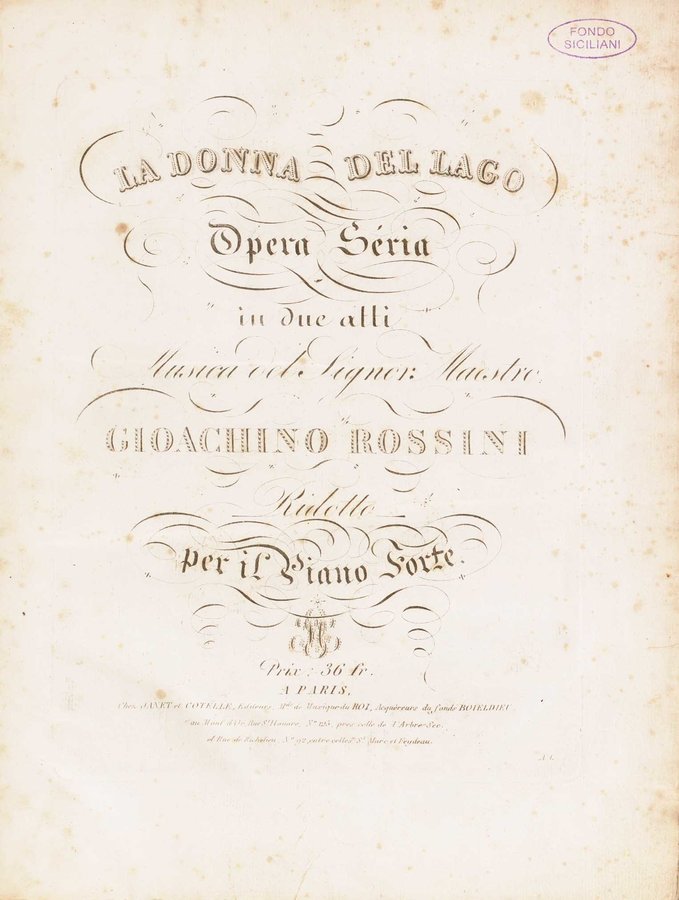 FONDO
SICILIANI
LA DONNA DEL LAGO
Opera Séria
in due atti
Musica del Signor: Maestro
GIOACHINO ROSSINI
Ridotto
per il Piano Forte.
Prix: 36 fr.
A PARIS,
Chez JANET et COTELLE, Editeurs, Mds de Musique du ROI, Acquéreurs du fonds BOIELDIEU,
au Mont d'Or, Rue St Honoré, No 125, près celle de l'Arbre-Sec.
et Rue de Richelieu No 92, entre celles St Marc et Feydeau.